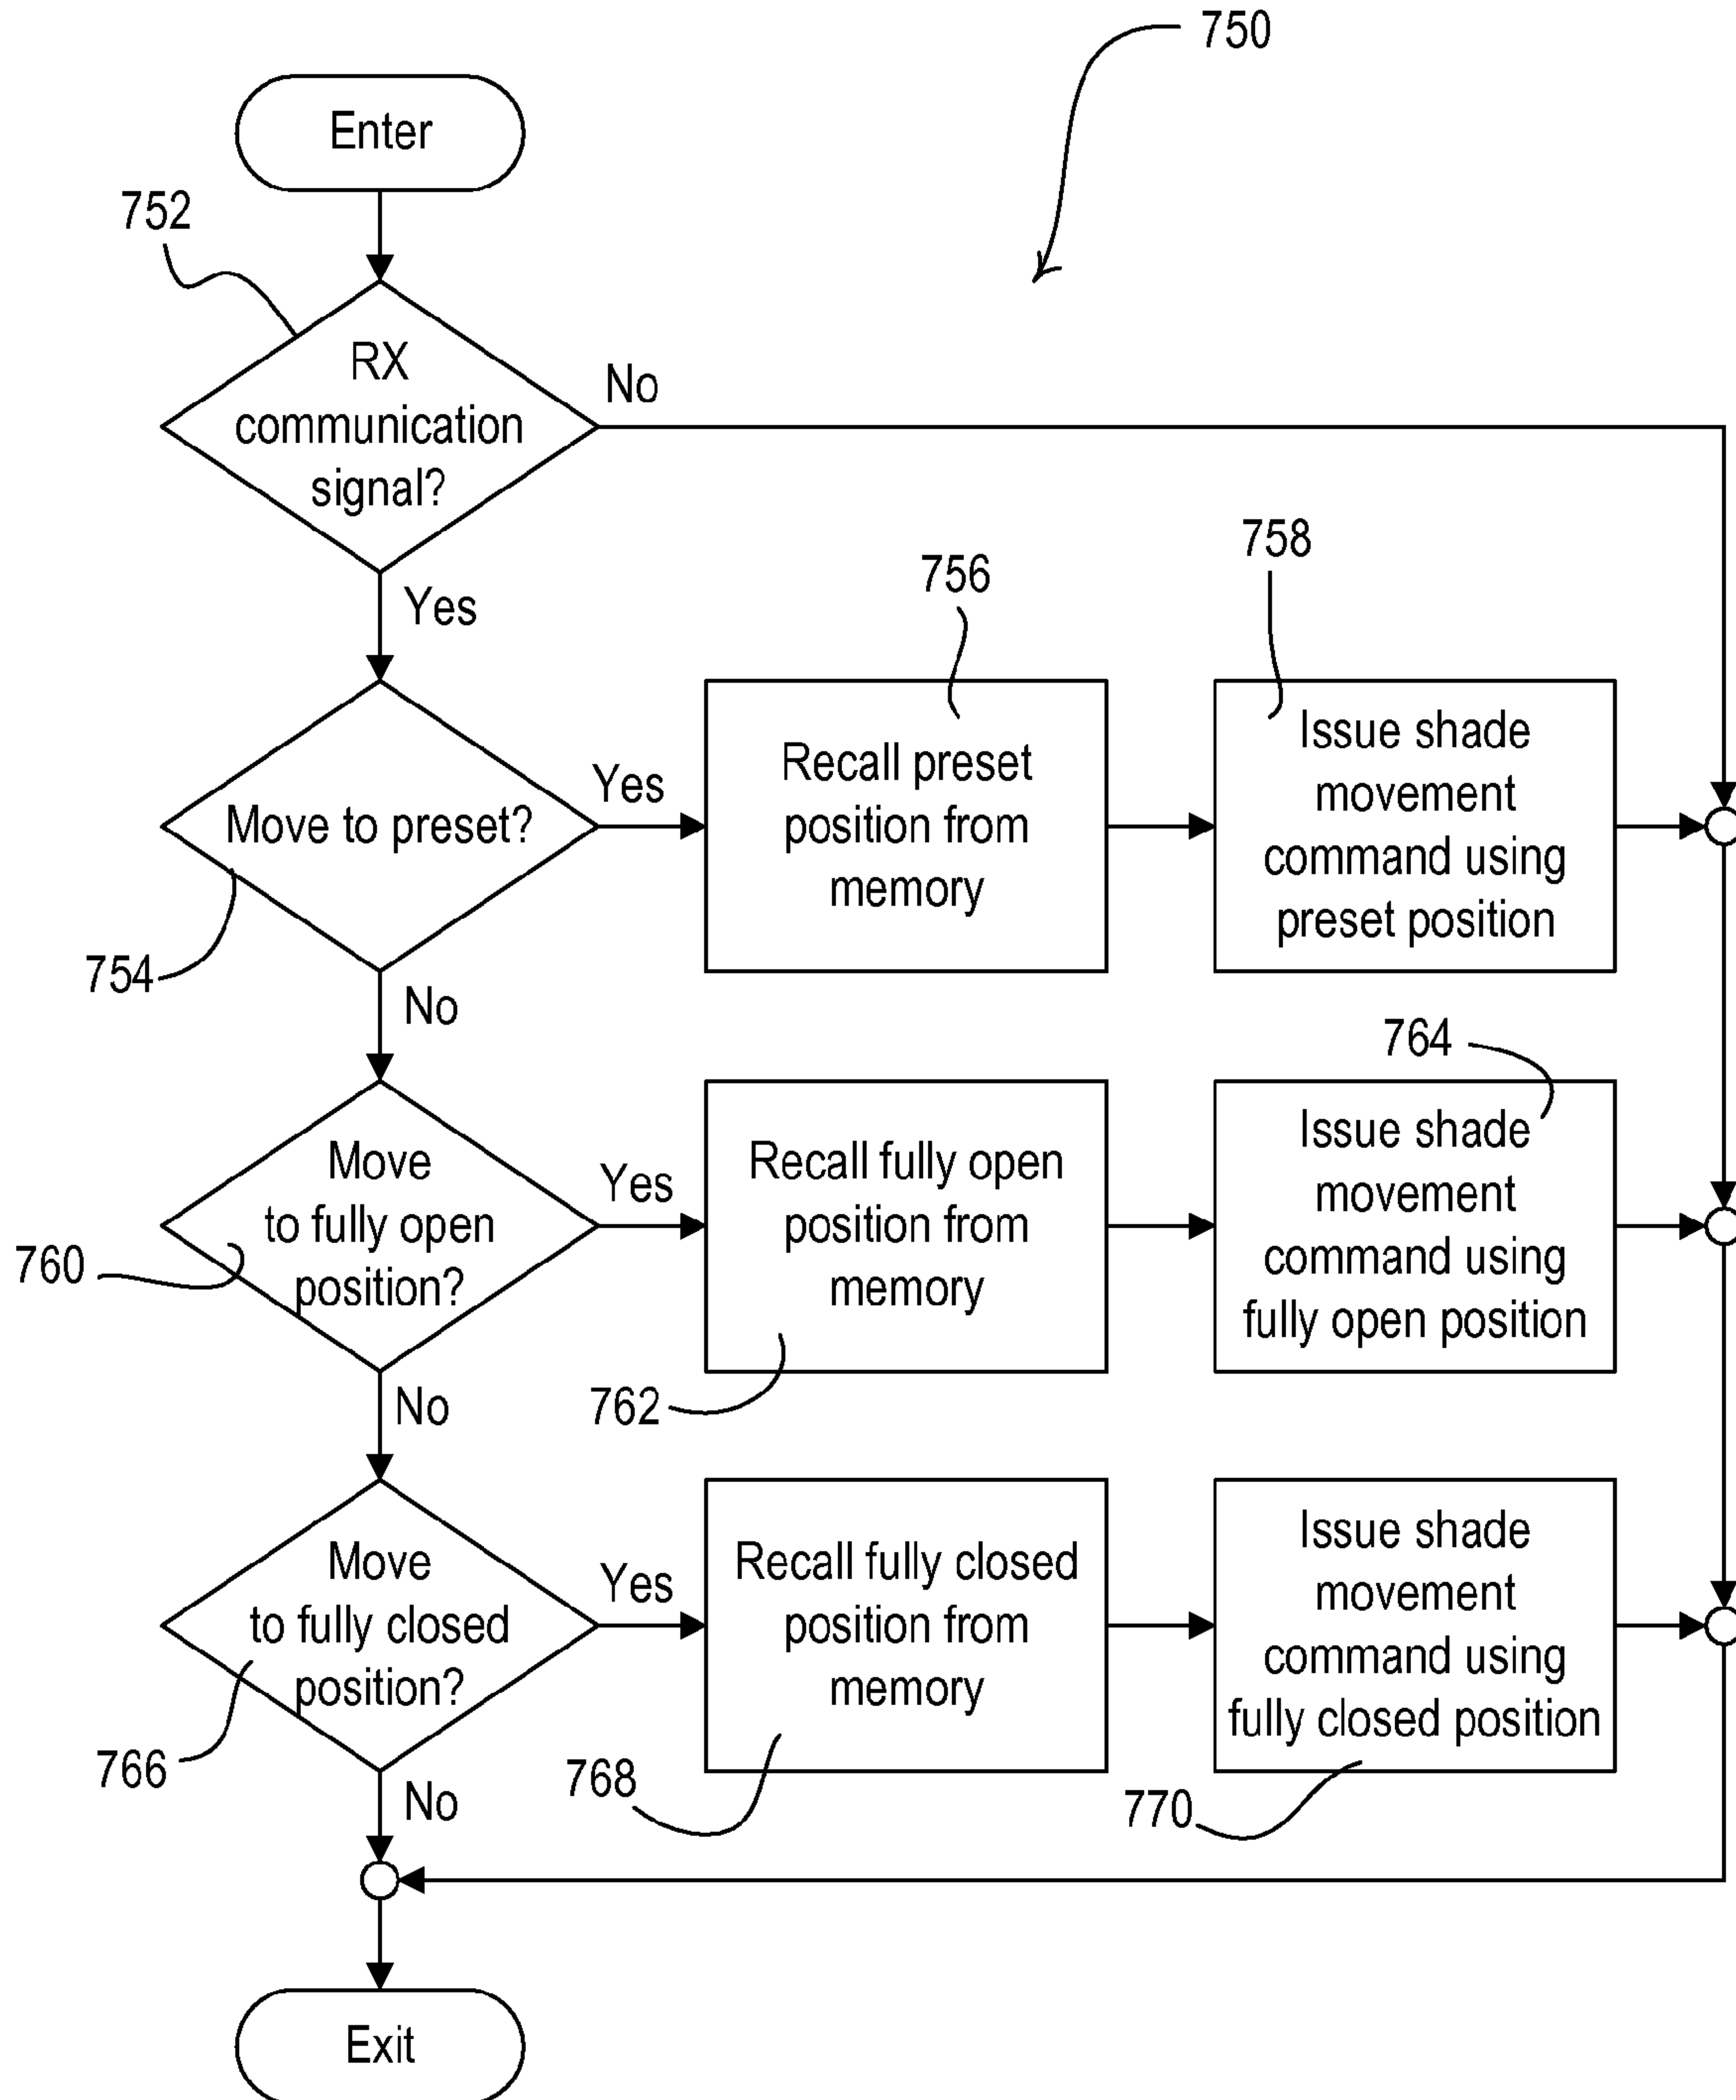 750
Enter
752
RX
communication
signal?
No
Yes
756
758
Move to preset?
Yes
Recall preset
position from
memory
Issue shade
movement
command using
preset position
754
No
764
Move
to fully open
position?
Yes
Recall fully open
position from
memory
Issue shade
movement
command using
fully open position
760
762
No
Move
to fully closed
position?
Yes
Recall fully closed
position from
memory
Issue shade
movement
command using
fully closed position
766
768
770
No
Exit